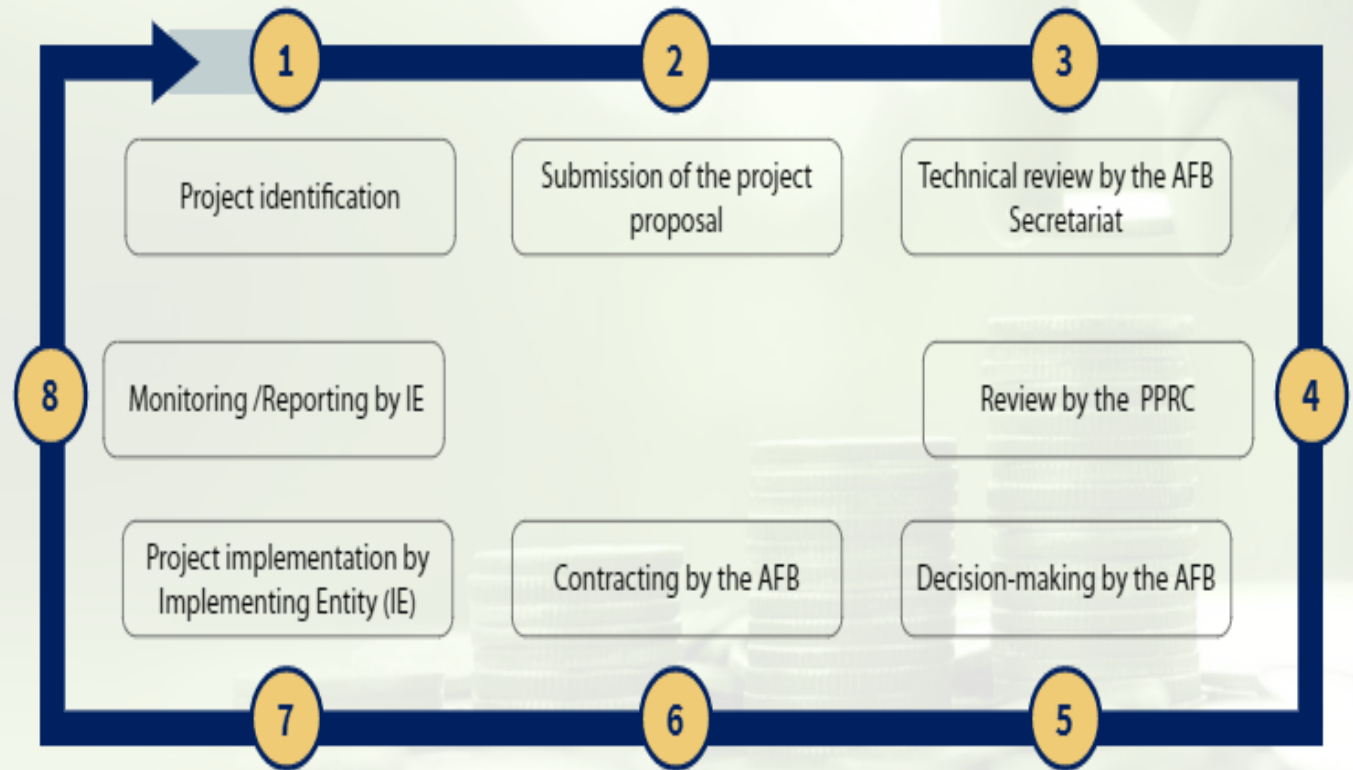 1
2
3
Project identification
Submission of the project
proposal
Technical review by the AFB
Secretariat
8
Monitoring /Reporting by IE
Review by the PPRC
4
Project implementation by
Implementing Entity (IE)
Contracting by the AFB
Decision-making by the AFB
7
6
5